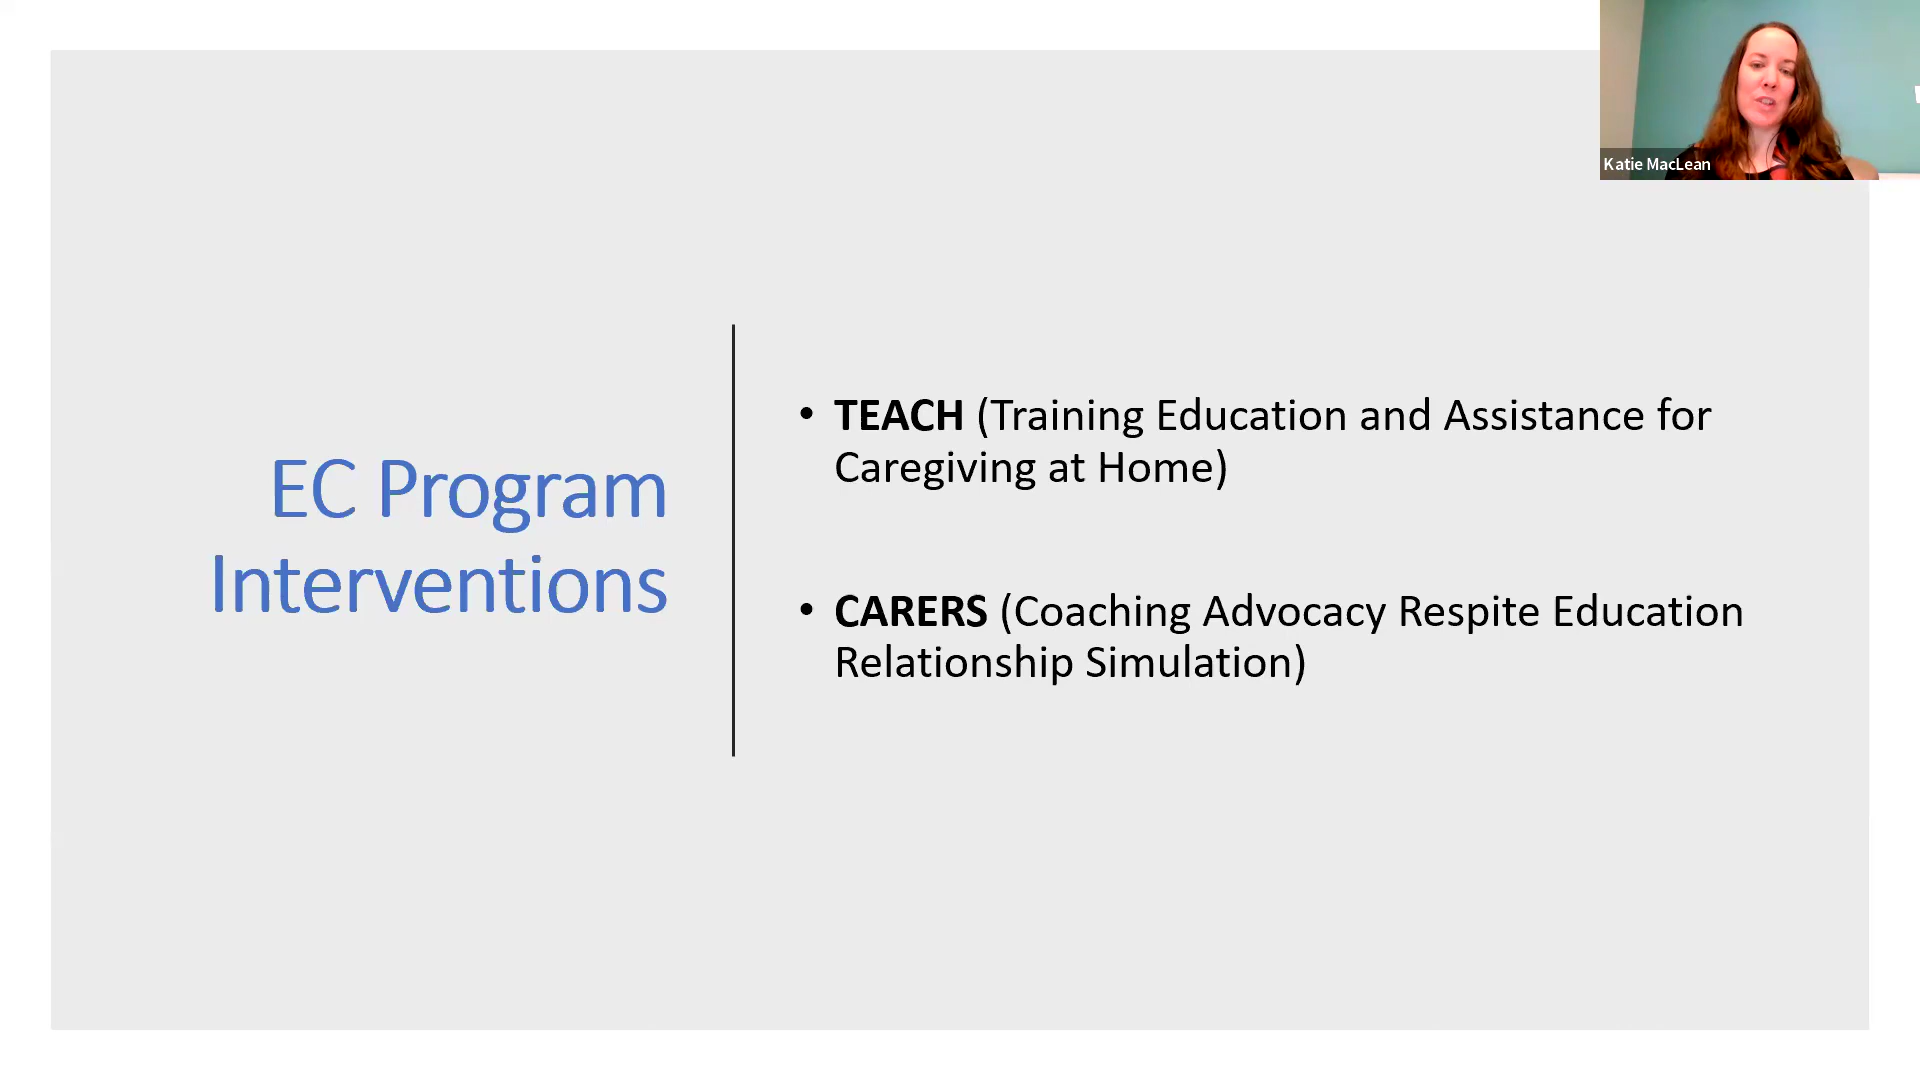 Katie MacLean
EC Program
Interventions
• TEACH (Training Education and Assistance for
Caregiving at Home)
• CARERS (Coaching Advocacy Respite Education
Relationship Simulation)